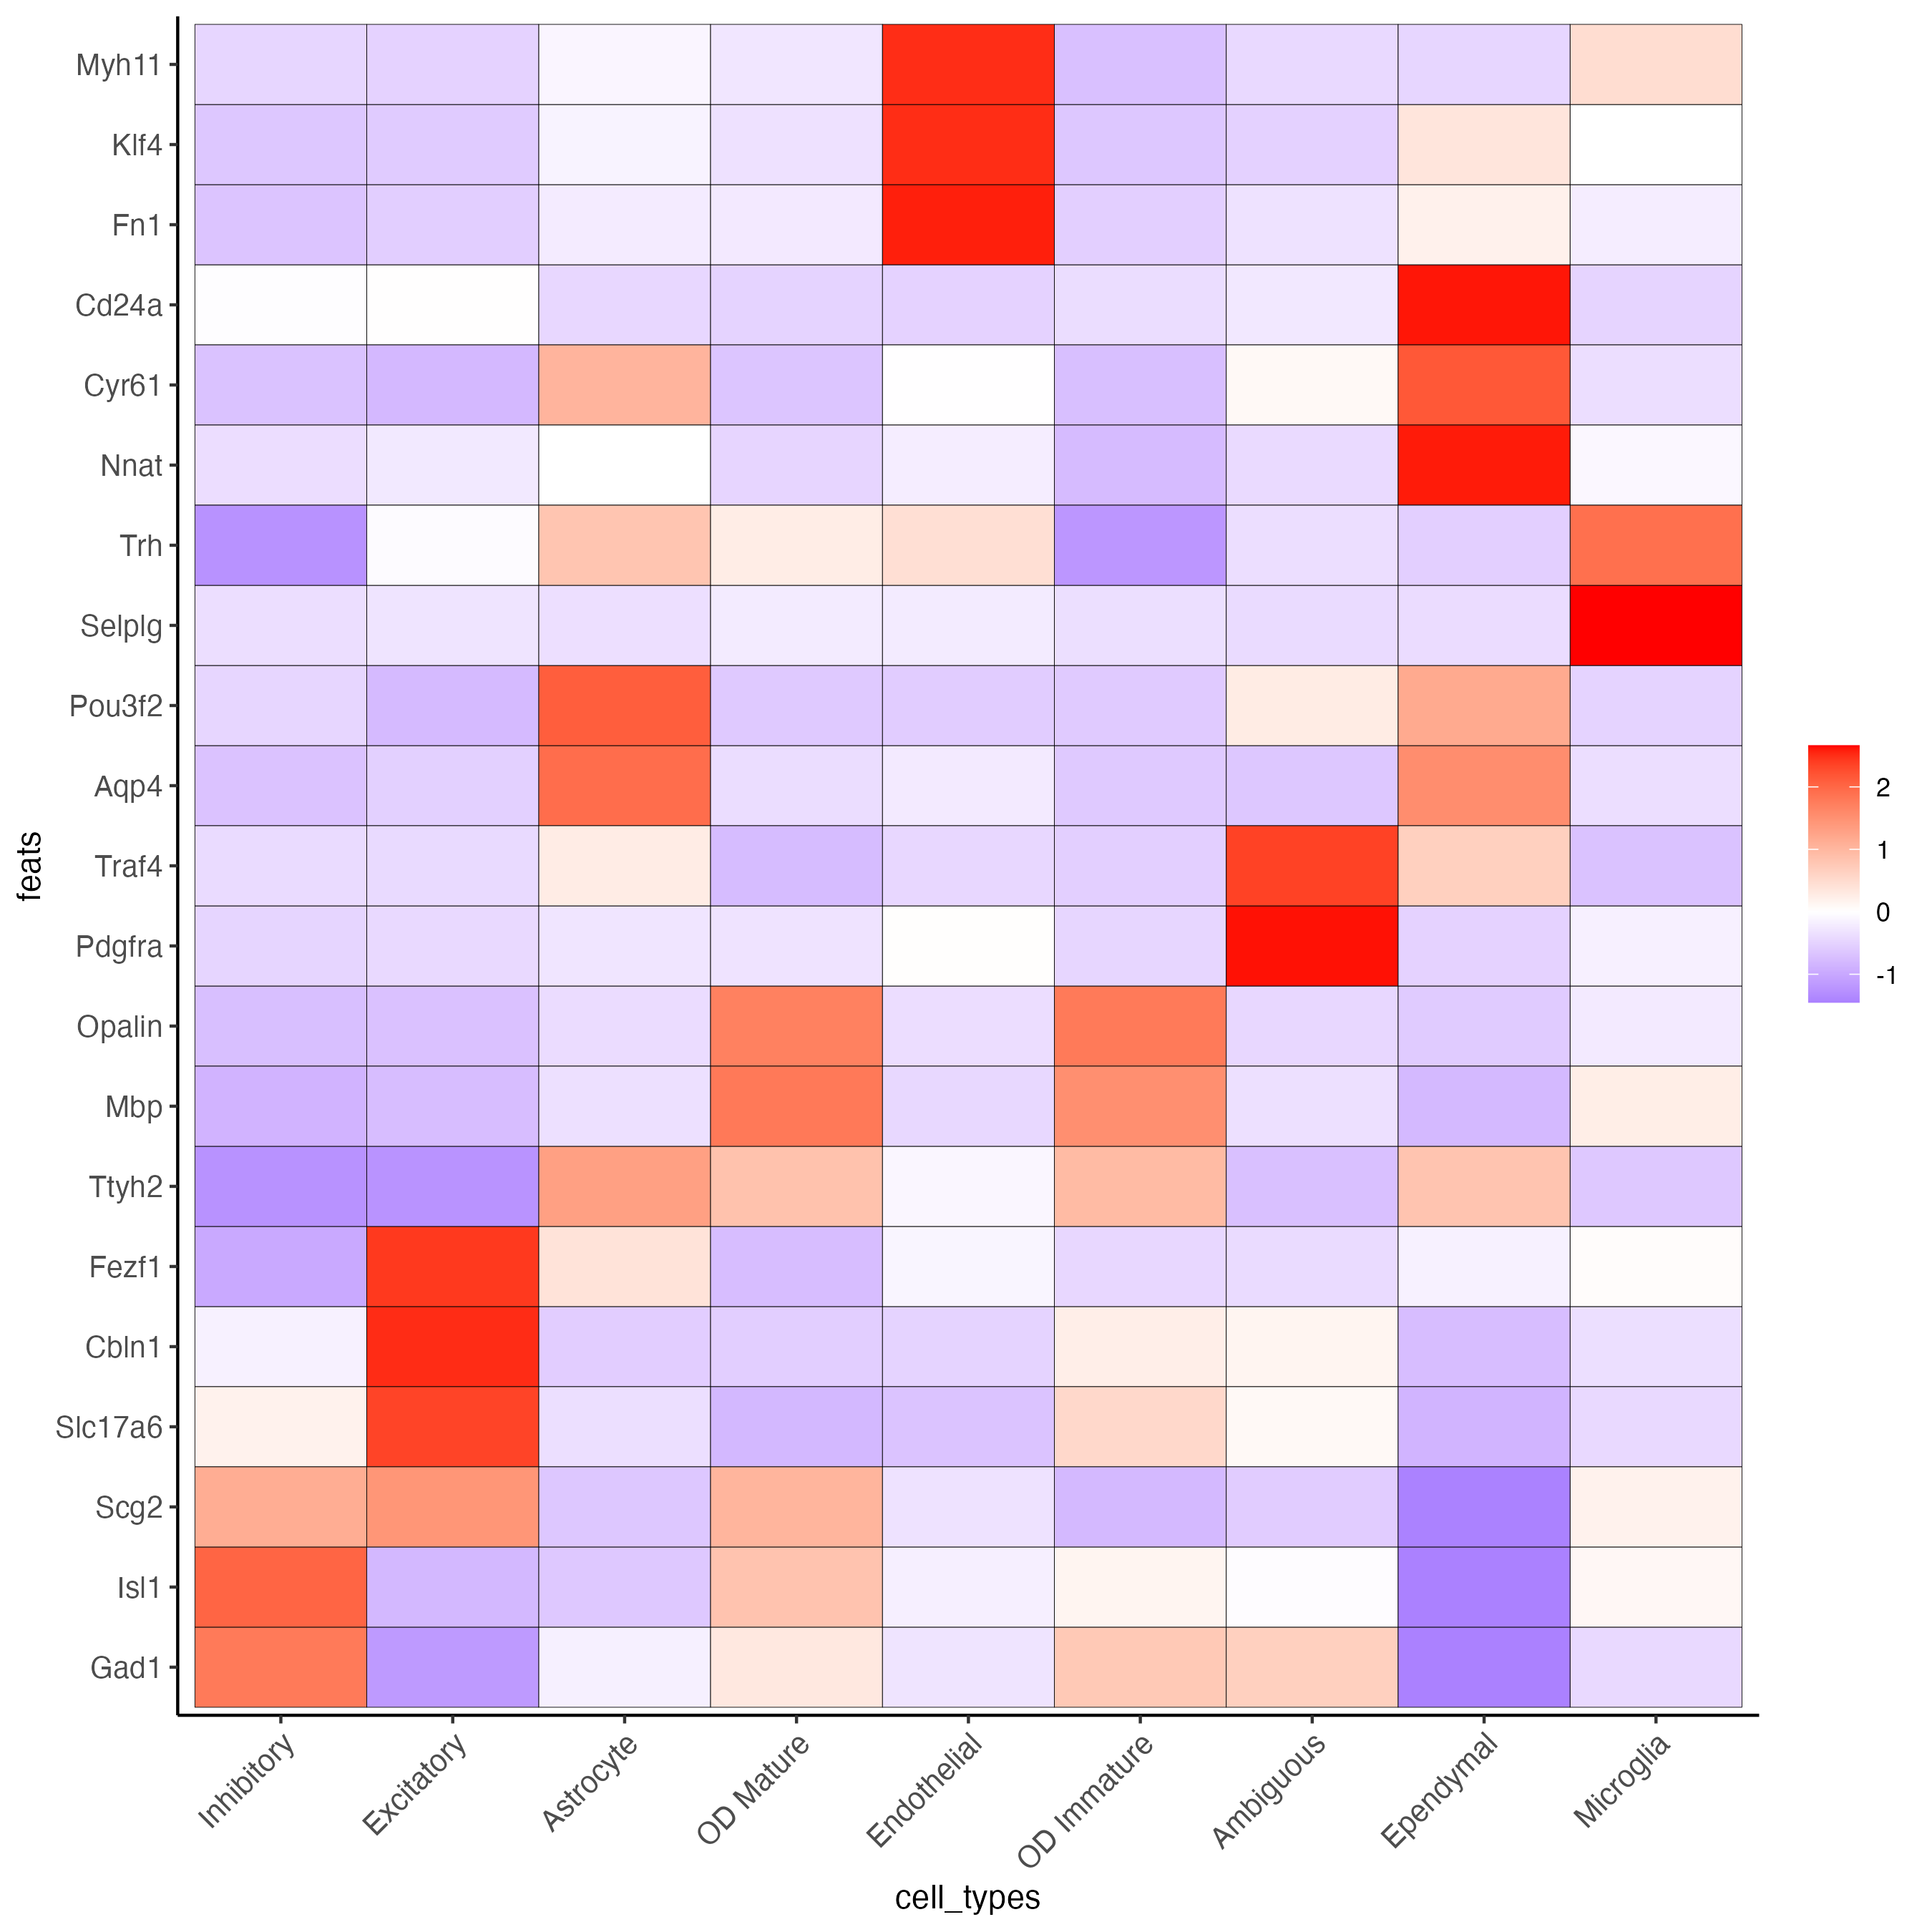 Myh11
Klf4
Fn1
Cd24a
Cyr61
Nnat
Trh
Selplg
Pou3f2
Aqp4
Traf4
Pdgfra
Opalin
Mbp
Ttyh2
Fezf1
Cbln1
Slc17a6
Scg2
Isl1
Gad1
feats
Inhibitory
Excitatory
Astrocyte
OD Mature
Endothelial
OD Immature
Ambiguous
Ependymal
Microglia
cell_types
2
1
0
-1